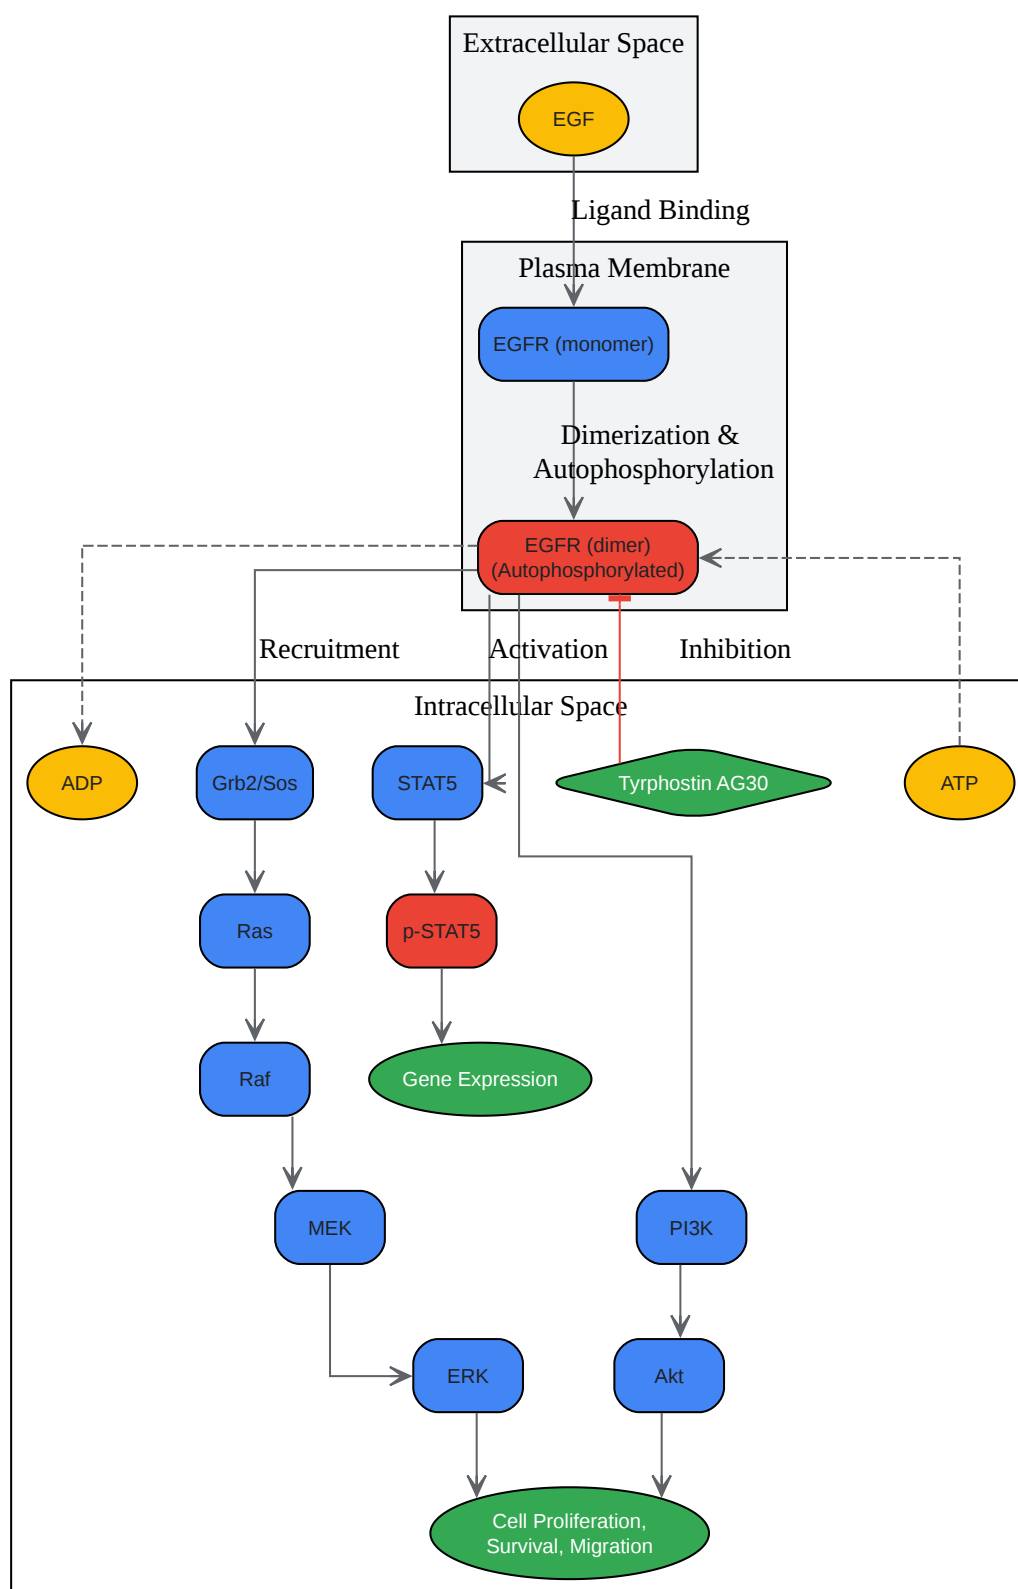 Extracellular Space
EGF
Ligand Binding
Plasma Membrane
EGFR (monomer)
Dimerization &
Autophosphorylation
EGFR (dimer)
(Autophosphorylated)
Recruitment
Activation
Inhibition
Intracellular Space
ADP
Grb2/Sos
STAT5
Tyrphostin AG30
ATP
Ras
p-STAT5
Raf
Gene Expression
MEK
PI3K
ERK
Akt
Cell Proliferation,
Survival, Migration